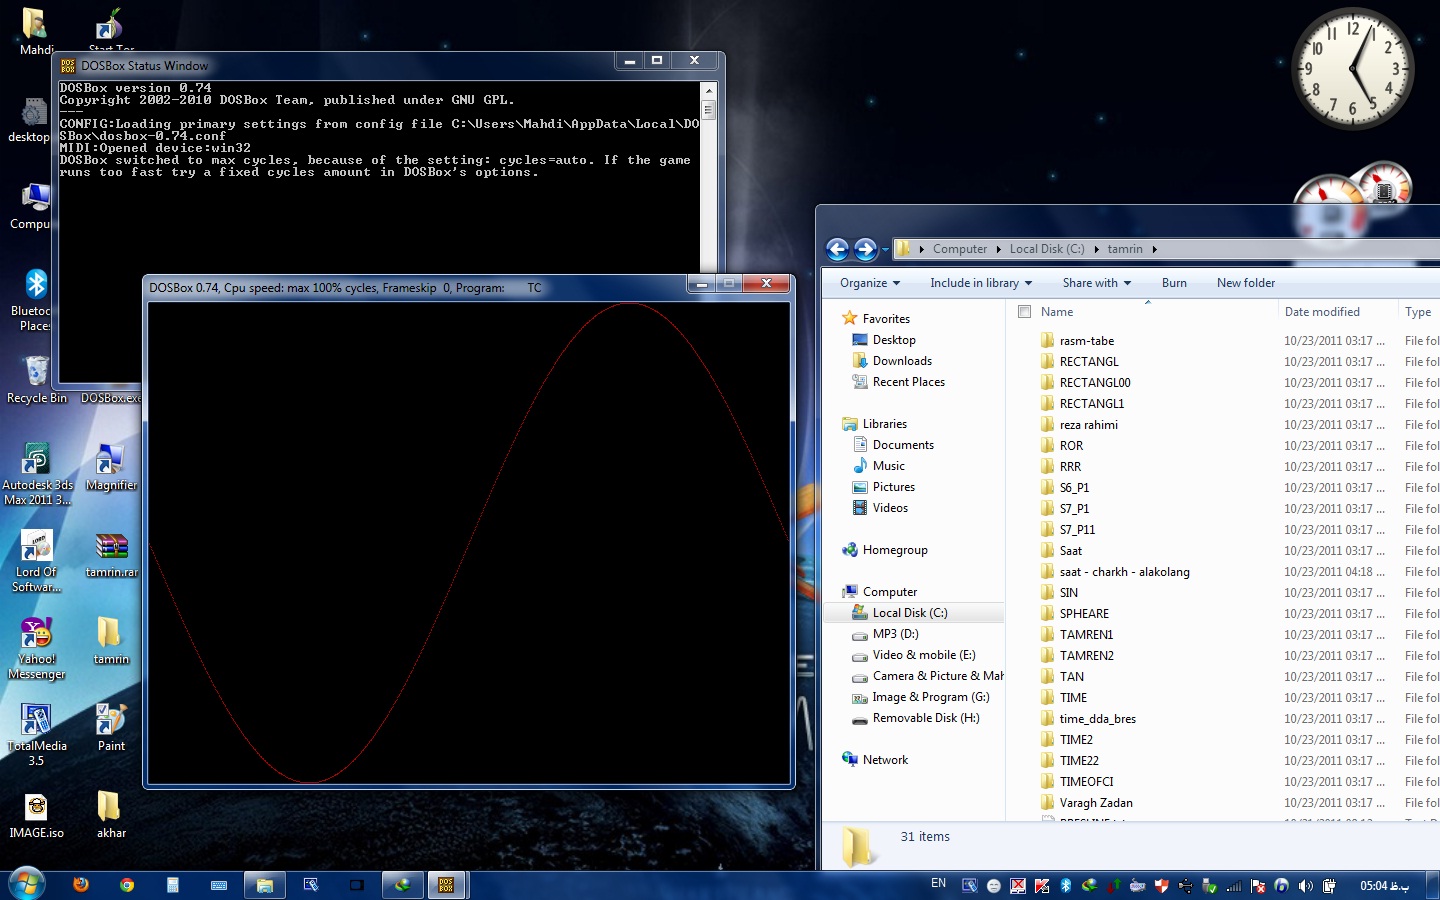 Mahdi
Start Tor
desktop
Compu
Bluetoo
Places
Recycle Bin
DOSBox.exe
Autodesk 3ds
Max 2011 3...
Magnifier
Lord Of
Softwar...
tamrin.rar
Yahoo!
Messenger
tamrin
TotalMedia
3.5
Paint
IMAGE.iso
akhar
DOSBox Status Window
DOSBox version 0.74
Copyright 2002-2010 DOSBox Team, published under GNU GPL.
---
CONFIG:Loading primary settings from config file C:\Users\Mahdi\AppData\Local\DO
SBox\dosbox-0.74.conf
MIDI:Opened device:win32
DOSBox switched to max cycles, because of the setting: cycles=auto. If the game
runs too fast try a fixed cycles amount in DOSBox's options.
DOSBox 0.74, Cpu speed: max 100% cycles, Frameskip 0, Program: TC
12
1
2
3
4
5
6
7
8
9
10
11
Computer
Local Disk (C:)
tamrin
Organize
Include in library
Share with
Burn
New folder
Favorites
Desktop
Downloads
Recent Places
Libraries
Documents
Music
Pictures
Videos
Homegroup
Computer
Local Disk (C:)
MP3 (D:)
Video & mobile (E:)
Camera & Picture & Mah
Image & Program (G:)
Removable Disk (H:)
Network
Name Date modified Type
rasm-tabe 10/23/2011 03:17 ... File fol
RECTANGL 10/23/2011 03:17 ... File fol
RECTANGL00 10/23/2011 03:17 ... File fol
RECTANGL1 10/23/2011 03:17 ... File fol
reza rahimi 10/23/2011 03:17 ... File fol
ROR 10/23/2011 03:17 ... File fol
RRR 10/23/2011 03:17 ... File fol
S6_P1 10/23/2011 03:17 ... File fol
S7_P1 10/23/2011 03:17 ... File fol
S7_P11 10/23/2011 03:17 ... File fol
Saat 10/23/2011 03:17 ... File fol
saat - charkh - alakolang 10/23/2011 04:18 ... File fol
SIN 10/23/2011 03:17 ... File fol
SPHEARE 10/23/2011 03:17 ... File fol
TAMREN1 10/23/2011 03:17 ... File fol
TAMREN2 10/23/2011 03:17 ... File fol
TAN 10/23/2011 03:17 ... File fol
TIME 10/23/2011 03:17 ... File fol
time_dda_bres 10/23/2011 03:17 ... File fol
TIME2 10/23/2011 03:17 ... File fol
TIME22 10/23/2011 03:17 ... File fol
TIMEOFCI 10/23/2011 03:17 ... File fol
Varagh Zadan 10/23/2011 03:17 ... File fol
31 items
EN
05:04 ب.ظ